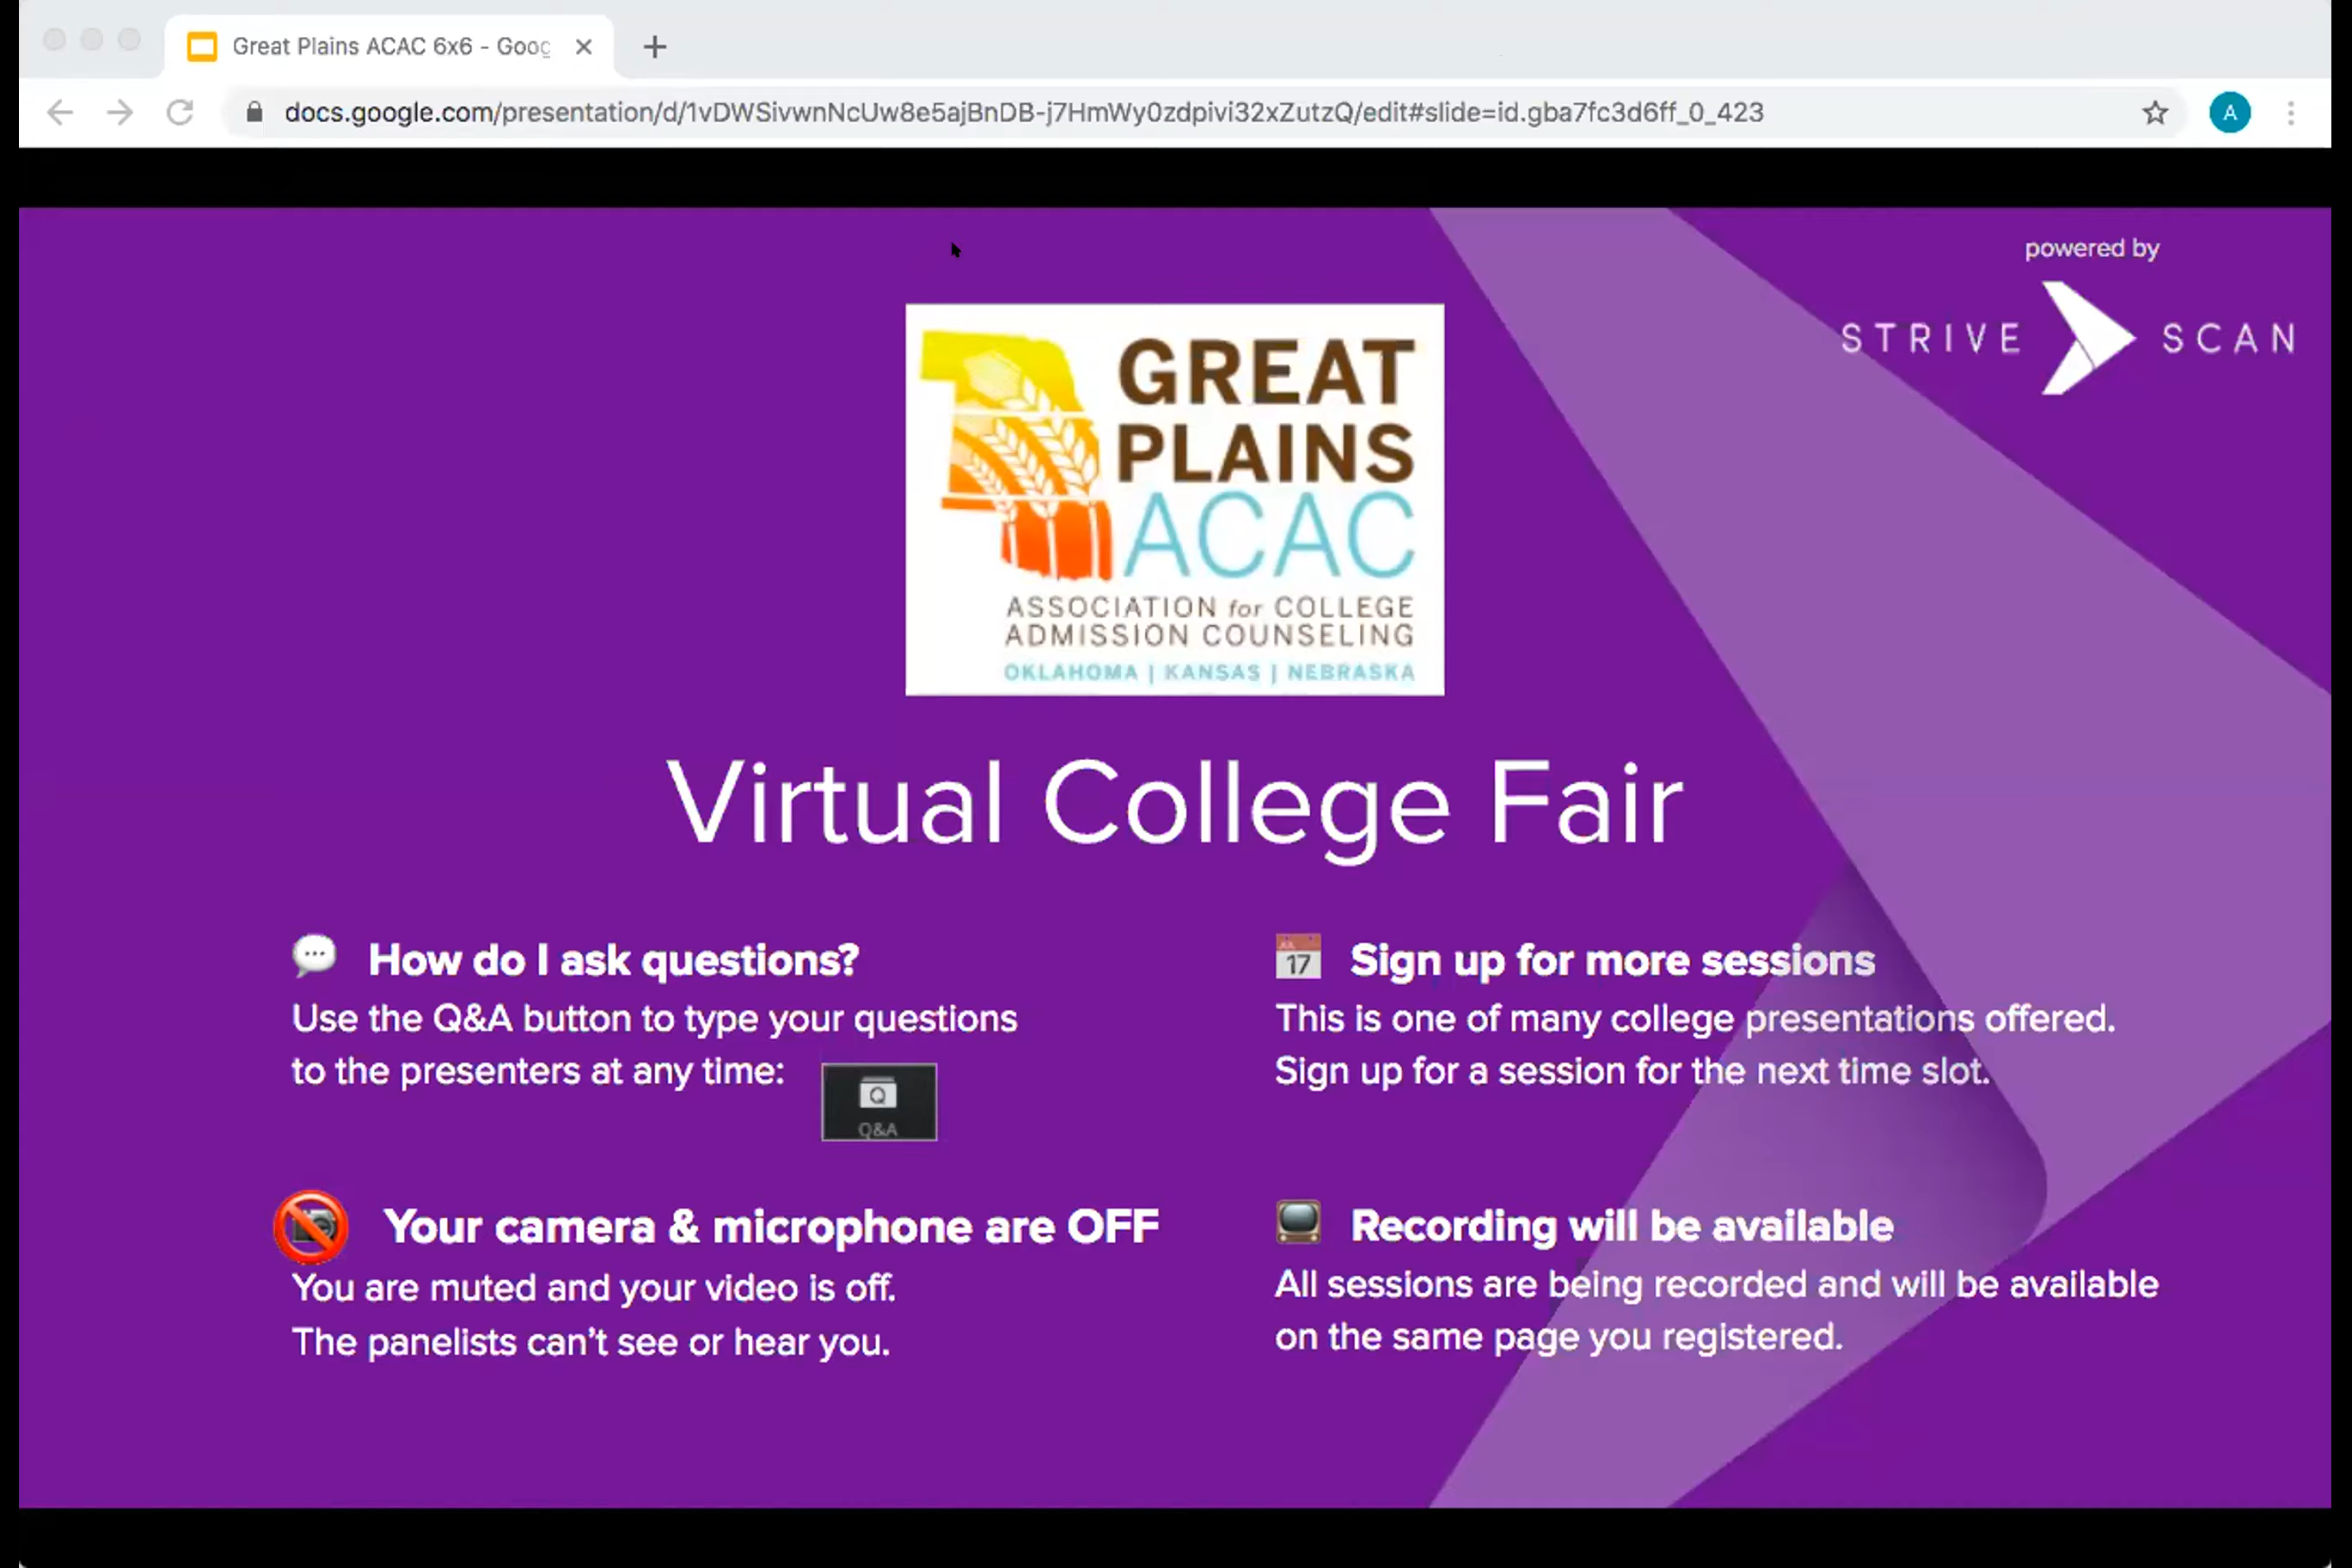 Great Plains ACAC 6x6 - Goog
docs.google.com/presentation/d/1vDWSivwnNcUw8e5ajBnDB-j7HmWy0zdpivi32xZutzQ/edit#slide=id.gba7fc3d6ff_0_423
A
powered by
STRIVE SCAN
GREAT
PLAINS
ACAC
ASSOCIATION for COLLEGE
ADMISSION COUNSELING
OKLAHOMA | KANSAS | NEBRASKA
Virtual College Fair
How do I ask questions?
Use the Q&A button to type your questions
to the presenters at any time:
Q
Q&A
JUL
17
Sign up for more sessions
This is one of many college presentations offered.
Sign up for a session for the next time slot.
Your camera & microphone are OFF
You are muted and your video is off.
The panelists can't see or hear you.
Recording will be available
All sessions are being recorded and will be available
on the same page you registered.